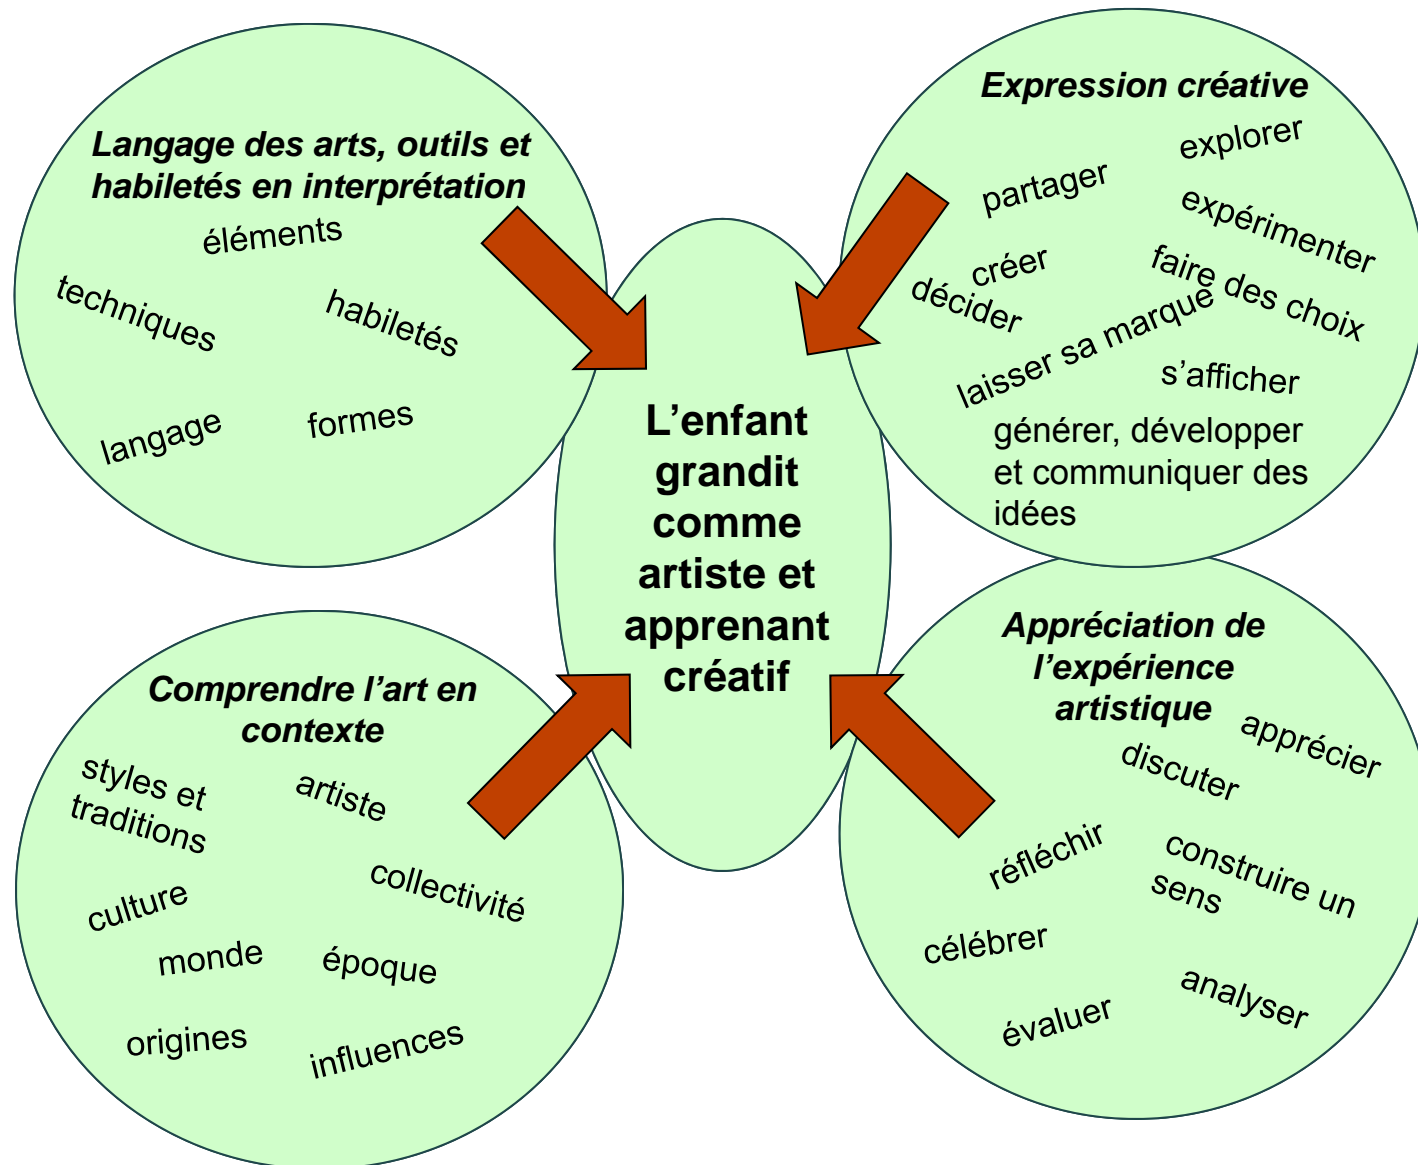 Langage des arts, outils et
habiletés en interprétation
éléments
techniques
habiletés
langage
formes
Expression créative
explorer
partager
expérimenter
créer
faire des choix
décider
laisser sa marque
s’afficher
générer, développer
et communiquer des
idées
L’enfant
grandit
comme
artiste et
apprenant
créatif
Comprendre l’art en
contexte
styles et
traditions
artiste
collectivité
culture
monde
époque
origines
influences
Appréciation de
l’expérience
artistique
apprécier
discuter
réfléchir
construire un
sens
célébrer
analyser
évaluer